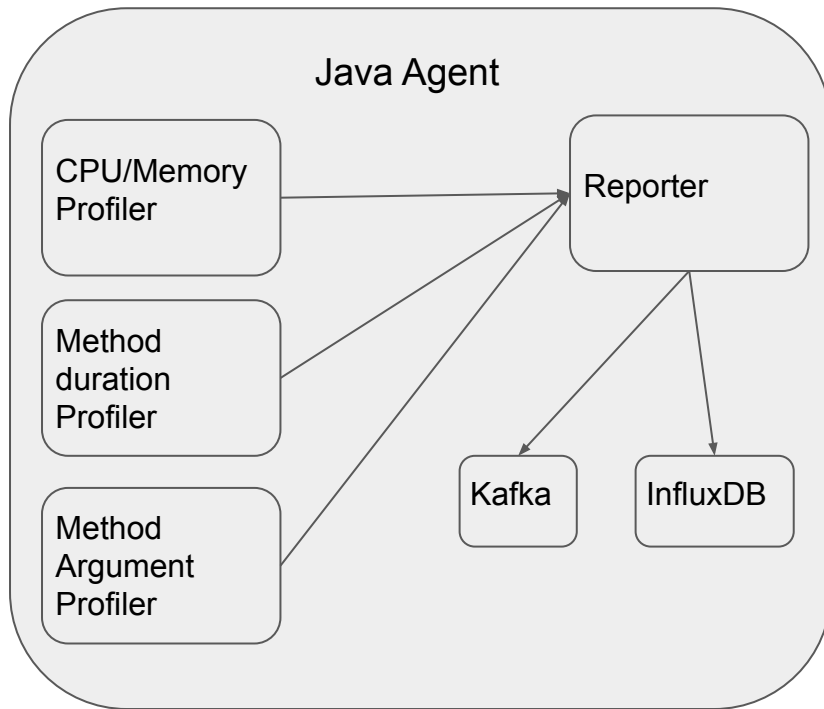 Java Agent
CPU/Memory
Profiler
Reporter
Method
duration
Profiler
Kafka
InfluxDB
Method
Argument
Profiler